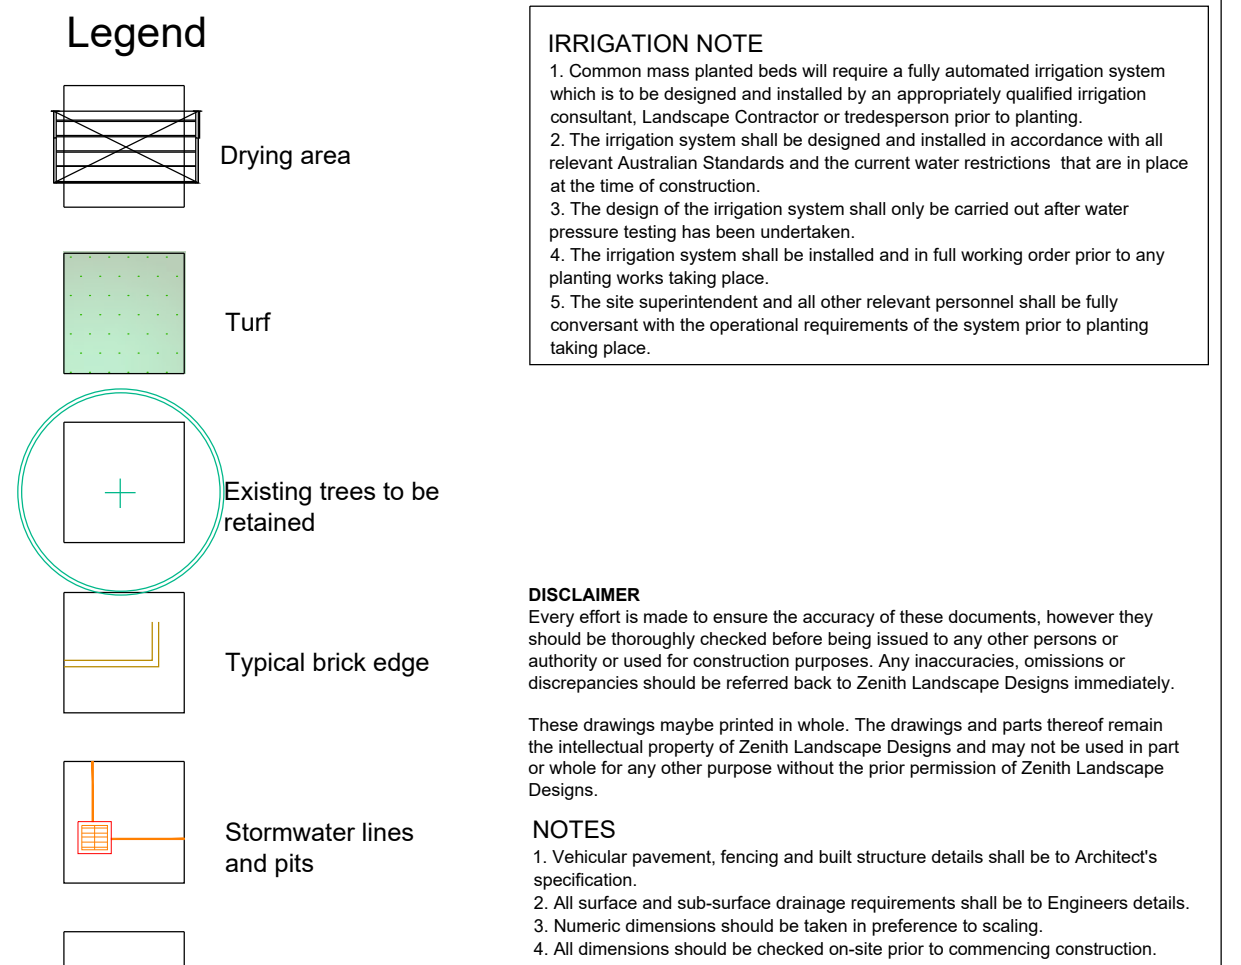 Legend
Drying area
Turf
Existing trees to be
retained
Typical brick edge
Stormwater lines
and pits
IRRIGATION NOTE
1. Common mass planted beds will require a fully automated irrigation system
which is to be designed and installed by an appropriately qualified irrigation
consultant, Landscape Contractor or tredesperson prior to planting.
2. The irrigation system shall be designed and installed in accordance with all
relevant Australian Standards and the current water restrictions  that are in place
at the time of construction.
3. The design of the irrigation system shall only be carried out after water
pressure testing has been undertaken.
4. The irrigation system shall be installed and in full working order prior to any
planting works taking place.
5. The site superintendent and all other relevant personnel shall be fully
conversant with the operational requirements of the system prior to planting
taking place.
DISCLAIMER
Every effort is made to ensure the accuracy of these documents, however they
should be thoroughly checked before being issued to any other persons or
authority or used for construction purposes. Any inaccuracies, omissions or
discrepancies should be referred back to Zenith Landscape Designs immediately.
These drawings maybe printed in whole. The drawings and parts thereof remain
the intellectual property of Zenith Landscape Designs and may not be used in part
or whole for any other purpose without the prior permission of Zenith Landscape
Designs.
NOTES
1. Vehicular pavement, fencing and built structure details shall be to Architect's
specification.
2. All surface and sub-surface drainage requirements shall be to Engineers details.
3. Numeric dimensions should be taken in preference to scaling.
4. All dimensions should be checked on-site prior to commencing construction.